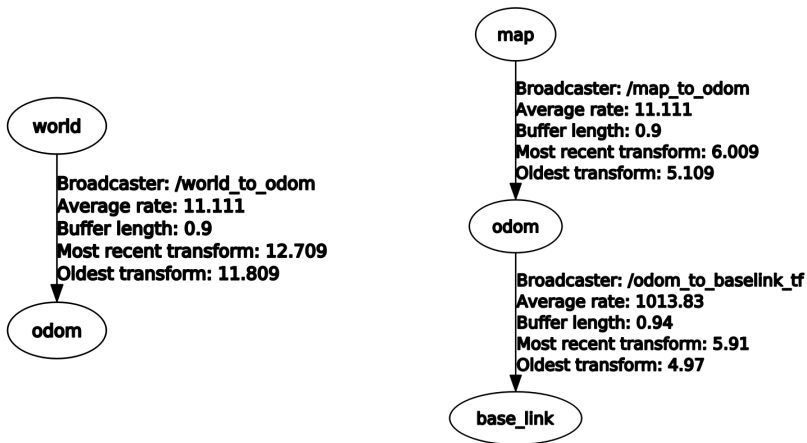 world
Broadcaster: /world_to_odom
Average rate: 11.111
Buffer length: 0.9
Most recent transform: 12.709
Oldest transform: 11.809
odom
map
Broadcaster: /map_to_odom
Average rate: 11.111
Buffer length: 0.9
Most recent transform: 6.009
Oldest transform: 5.109
odom
Broadcaster: /odom_to_baselink_tf
Average rate: 1013.83
Buffer length: 0.94
Most recent transform: 5.91
Oldest transform: 4.97
base_link